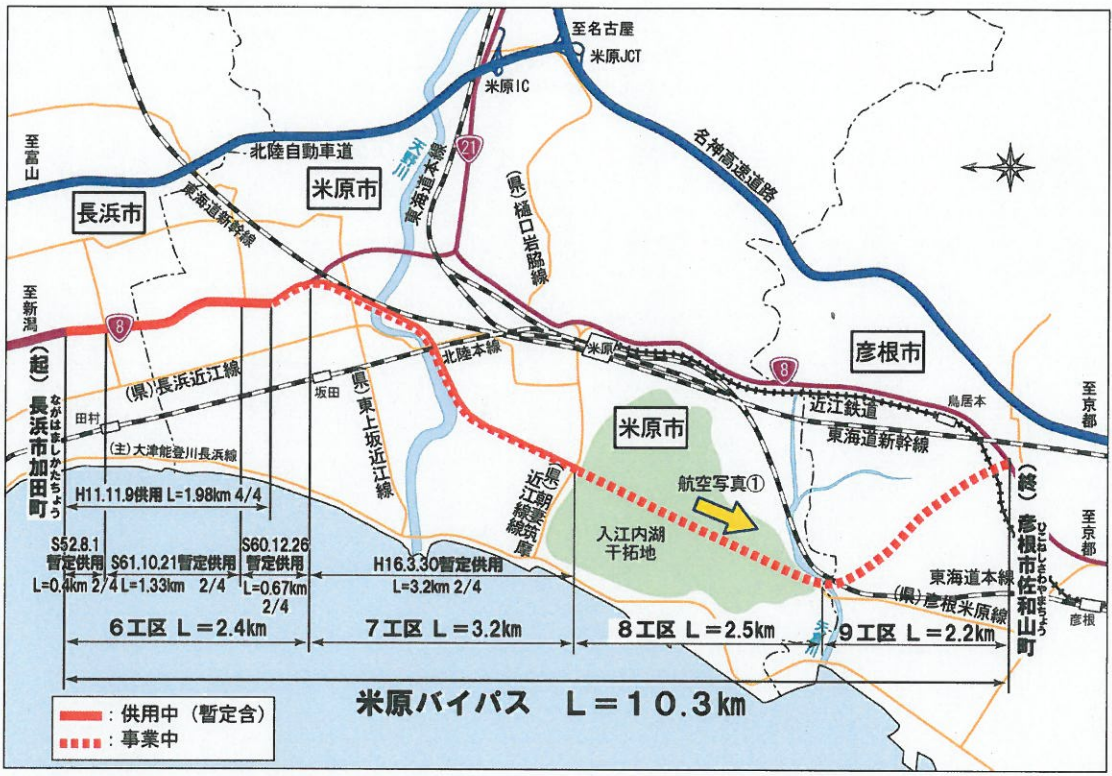 至名古屋
米原JCT
米原IC
至富山
北陸自動車道
天野川
東海道本線
21
名神高速道路
長浜市
米原市
東海道新幹線
(県)樋口岩脇線
至新潟
8
(起)長浜市加田町
ながはましかたちょう
(県)長浜近江線
田村
坂田
北陸本線
(県)東上坂近江線
(主)大津能登川長浜線
米原
8
彦根市
近江鉄道
鳥居本
東海道新幹線
至京都
米原市
航空写真①
入江内湖
干拓地
(県)朝妻筑摩
近江線
(終)彦根市佐和山町
ひこねしさわやまちょう
至京都
東海道本線
(県)彦根米原線
彦根
H11.11.9供用 L=1.98km 4/4
S52.8.1
暫定供用
L=0.4km 2/4
S61.10.21暫定供用
L=1.33km 2/4
S60.12.26
暫定供用
L=0.67km
2/4
H16.3.30暫定供用
L=3.2km 2/4
6工区 L=2.4km
7工区 L=3.2km
8工区 L=2.5km
9工区 L=2.2km
米原バイパス L=10.3km
:供用中(暫定含)
:事業中